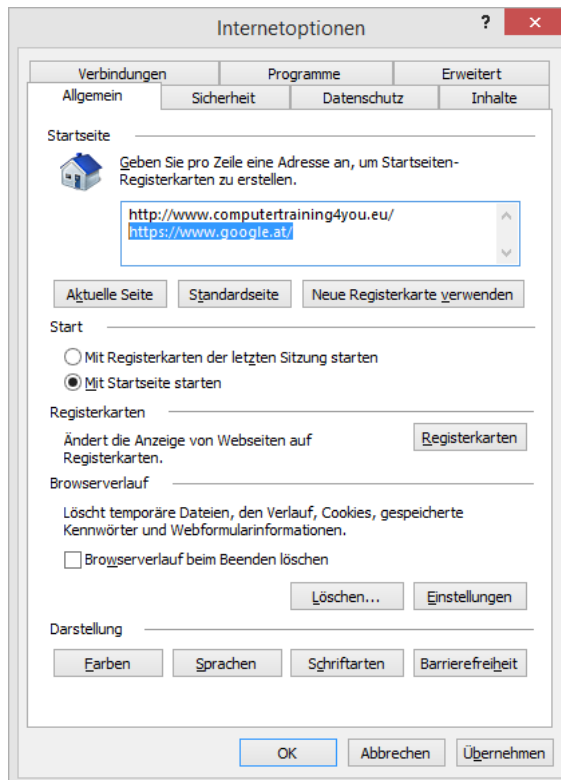 Internetoptionen
?
Verbindungen Programme Erweitert
Allgemein Sicherheit Datenschutz Inhalte
Startseite
Geben Sie pro Zeile eine Adresse an, um Startseiten-
Registerkarten zu erstellen.
http://www.computertraining4you.eu/
https://www.google.at/
Aktuelle Seite Standardseite Neue Registerkarte verwenden
Start
Mit Registerkarten der letzten Sitzung starten
Mit Startseite starten
Registerkarten
Ändert die Anzeige von Webseiten auf
Registerkarten.
Registerkarten
Browserverlauf
Löscht temporäre Dateien, den Verlauf, Cookies, gespeicherte
Kennwörter und Webformularinformationen.
Browserverlauf beim Beenden löschen
Löschen... Einstellungen
Darstellung
Farben Sprachen Schriftarten Barrierefreiheit
OK Abbrechen Übernehmen